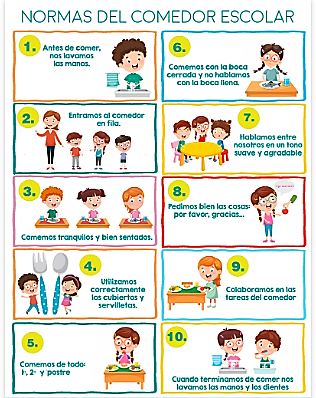 NORMAS DEL COMEDOR ESCOLAR
1.
Antes de comer,
nos lavamos
las manos.
2.
Entramos al comedor
en fila.
3.
Comemos tranquilos y bien sentados.
4.
Utilizamos
correctamente
los cubiertos y
servilletas.
5.
Comemos de todo:
1º, 2º y postre
6.
Comemos con la boca
cerrada y no hablamos
con la boca llena.
7.
Hablamos entre
nosotros en un tono
suave y agradable
8.
Pedimos bien las cosas:
por favor, gracias...
9.
Colaboramos en las
tareas del comedor
10.
Cuando terminamos de comer nos
lavamos las manos y los dientes